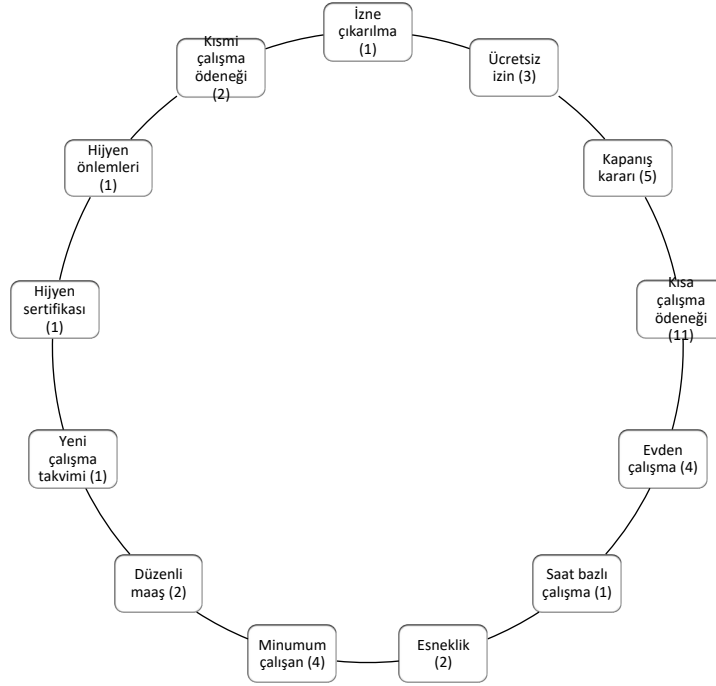 İzne
çıkarılma
(1)
Ücretsiz
izin (3)
Kapanış
kararı (5)
Kısa
çalışma
ödeneği
(11)
Evden
çalışma (4)
Saat bazlı
çalışma (1)
Esneklik
(2)
Minumum
çalışan (4)
Düzenli
maaş (2)
Yeni
çalışma
takvimi (1)
Hijyen
sertifikası
(1)
Hijyen
önlemleri
(1)
Kısmi
çalışma
ödeneği
(2)